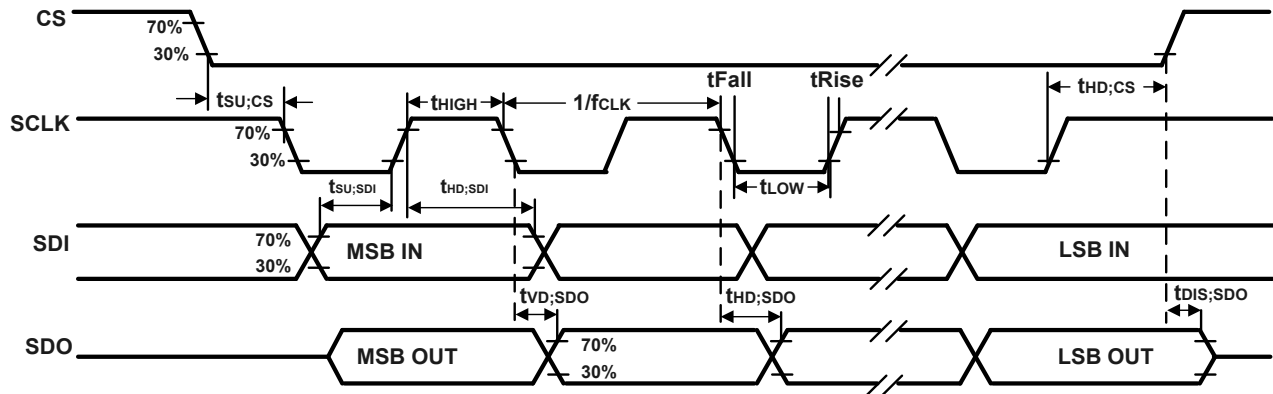 CS
70%
30%
tFall
tRise
tSU;CS
tHIGH
1/fCLK
tHD;CS
SCLK
70%
30%
tLOW
tSU;SDI
tHD;SDI
SDI
70%
30%
MSB IN
LSB IN
tVD;SDO
tHD;SDO
tDIS;SDO
SDO
MSB OUT
70%
30%
LSB OUT